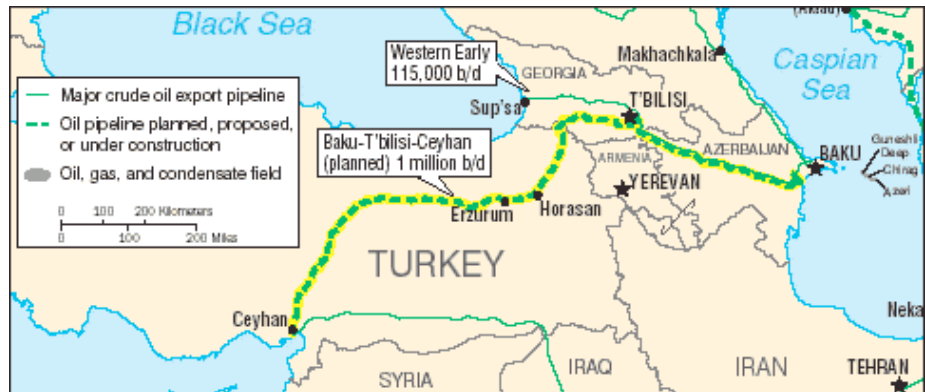 Black Sea
(Aktau)
Caspian
Sea
Western Early
115,000 b/d
Makhachkala
GEORGIA
Major crude oil export pipeline
Oil pipeline planned, proposed,
or under construction
Oil, gas, and condensate field
0 100 200 Kilometers
0 100 200 Miles
Sup'sa
T'BILISI
Baku-T'bilisi-Ceyhan
(planned) 1 million b/d
ARMENIA
AZERBAIJAN
BAKU
Guneshli
Deep
Chirag
Azeri
YEREVAN
Erzurum
Horasan
TURKEY
Ceyhan
Neka
SYRIA
IRAQ
IRAN
TEHRAN